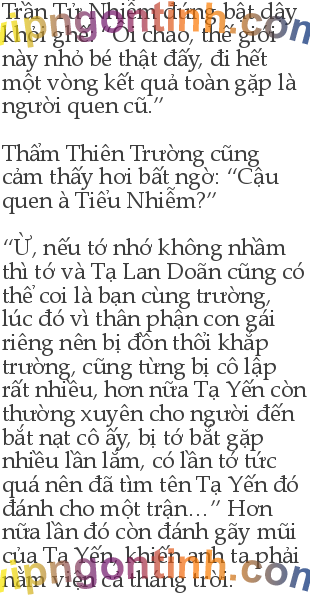 Trần Tử Nhiễm đứng bật dậy
khỏi ghế “Ôi chao, thế giới
này nhỏ bé thật đấy, đi hết
một vòng kết quả toàn gặp là
người quen cũ.”
Thẩm Thiên Trường cũng
cảm thấy hơi bất ngờ: “Cậu
quen à Tiểu Nhiễm?”
“Ừ, nếu tớ nhớ không nhầm
thì tớ và Tạ Lan Doãn cũng có
thể coi là bạn cùng trường,
lúc đó vì thân phận con gái
riêng nên bị đồn thổi khắp
trường, cũng từng bị cô lập
rất nhiều, hơn nữa Tạ Yến còn
thường xuyên cho người đến
bắt nạt cô ấy, bị tớ bắt gặp
nhiều lần lắm, có lần tớ tức
quá nên đã tìm tên Tạ Yến đó
đánh cho một trận...” Hơn
nữa lần đó còn đánh gãy mũi
của Tạ Yến, khiến anh ta phải
nằm viện cả tháng trời.
vipngontinh.com
vipngontinh.com